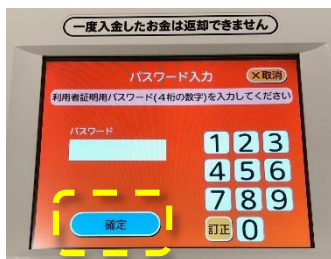 一度入金したお金は返却できません
パスワード入力
×取消
利用者証明用パスワード(4桁の数字)を入力してください
パスワード
1 2 3
4 5 6
7 8 9
確定
訂正 0